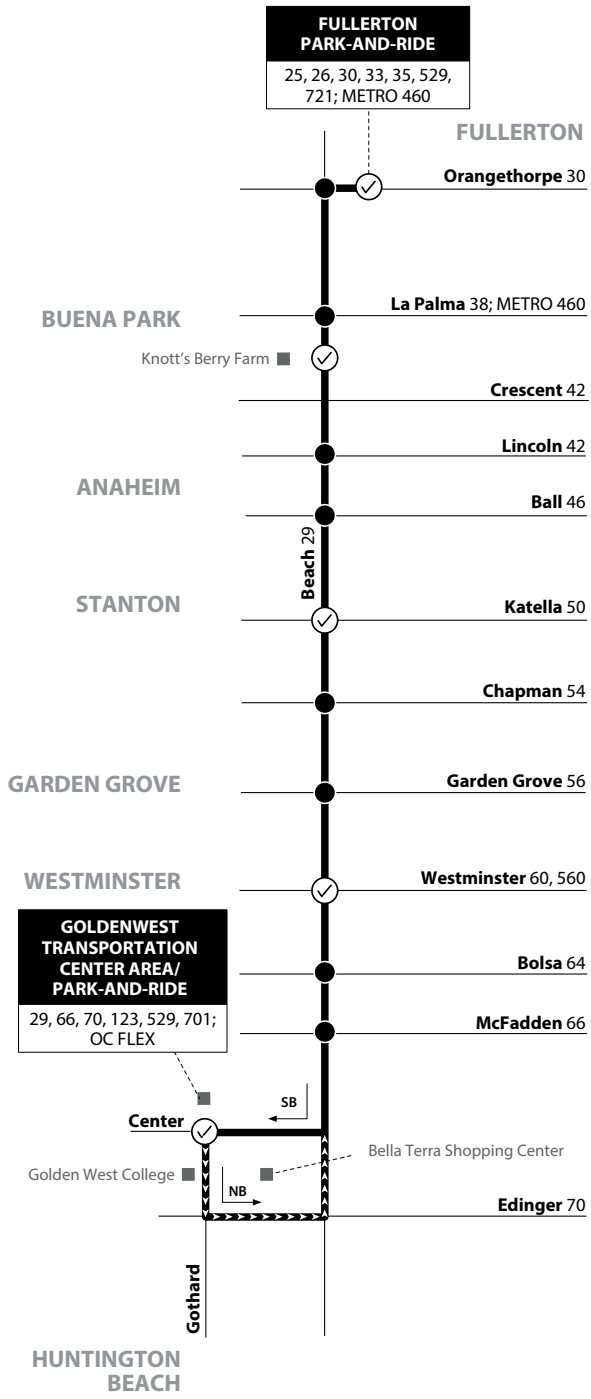 FULLERTON
PARK-AND-RIDE
25, 26, 30, 33, 35, 529,
721; METRO 460
FULLERTON
Orangethorpe 30
La Palma 38; METRO 460
BUENA PARK
Knott's Berry Farm
Crescent 42
Lincoln 42
ANAHEIM
Ball 46
Beach 29
STANTON
Katella 50
Chapman 54
GARDEN GROVE
Garden Grove 56
WESTMINSTER
Westminster 60, 560
GOLDENWEST
TRANSPORTATION
CENTER AREA/
PARK-AND-RIDE
29, 66, 70, 123, 529, 701;
OC FLEX
Bolsa 64
McFadden 66
SB
Center
Bella Terra Shopping Center
Golden West College
NB
Edinger 70
Gothard
HUNTINGTON
BEACH